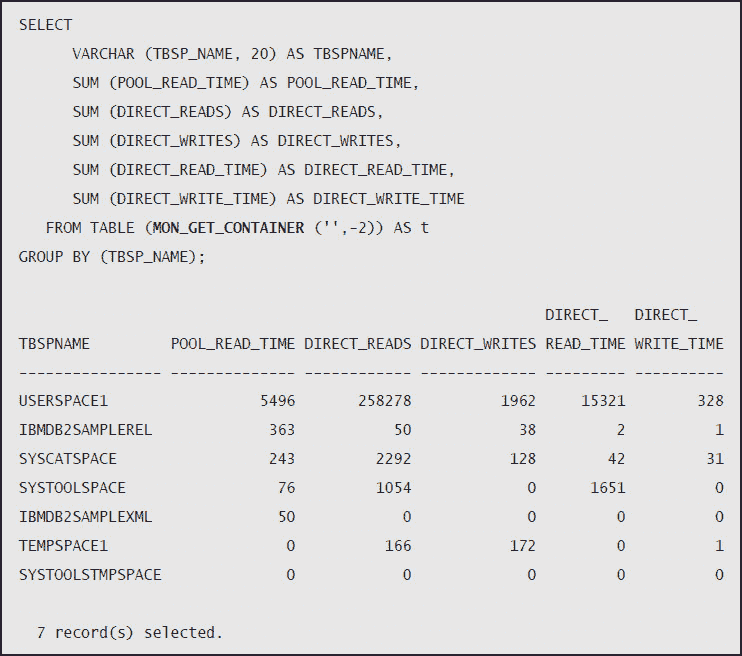 SELECT
      VARCHAR (TBSP_NAME, 20) AS TBSPNAME,
      SUM (POOL_READ_TIME) AS POOL_READ_TIME,
      SUM (DIRECT_READS) AS DIRECT_READS,
      SUM (DIRECT_WRITES) AS DIRECT_WRITES,
      SUM (DIRECT_READ_TIME) AS DIRECT_READ_TIME,
      SUM (DIRECT_WRITE_TIME) AS DIRECT_WRITE_TIME
   FROM TABLE (MON_GET_CONTAINER ('',-2)) AS t
GROUP BY (TBSP_NAME);
                                                           DIRECT_   DIRECT_
TBSPNAME         POOL_READ_TIME DIRECT_READS DIRECT_WRITES READ_TIME WRITE_TIME
---------------- -------------- ------------ ------------- --------- ----------
USERSPACE1                 5496       258278          1962     15321        328
IBMDB2SAMPLEREL             363           50            38         2          1
SYSCATSPACE                 243         2292           128        42         31
SYSTOOLSPACE                 76         1054             0      1651          0
IBMDB2SAMPLEXML              50            0             0         0          0
TEMPSPACE1                    0          166           172         0          1
SYSTOOLSTMPSPACE              0            0             0         0          0
  7 record(s) selected.